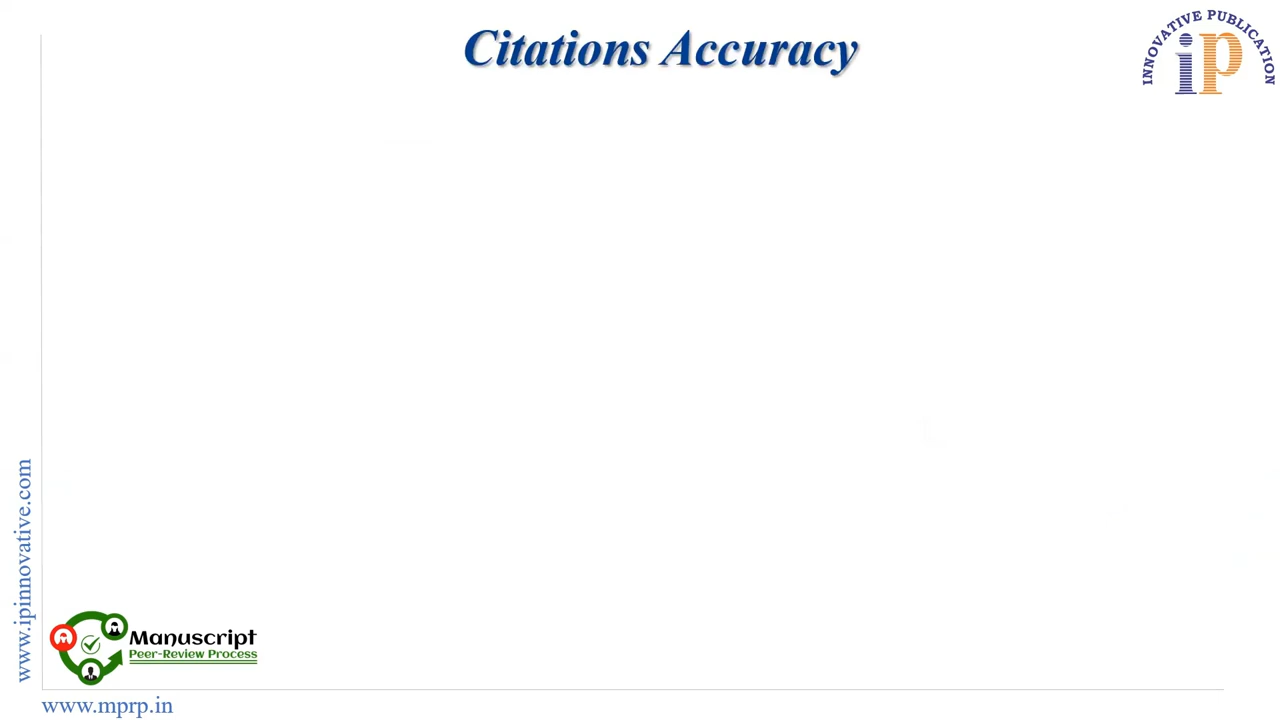 Citations Accuracy
INNOVATIVE PUBLICATION
ip
www.ipinnovative.com
Manuscript
Peer-Review Process
www.mprp.in